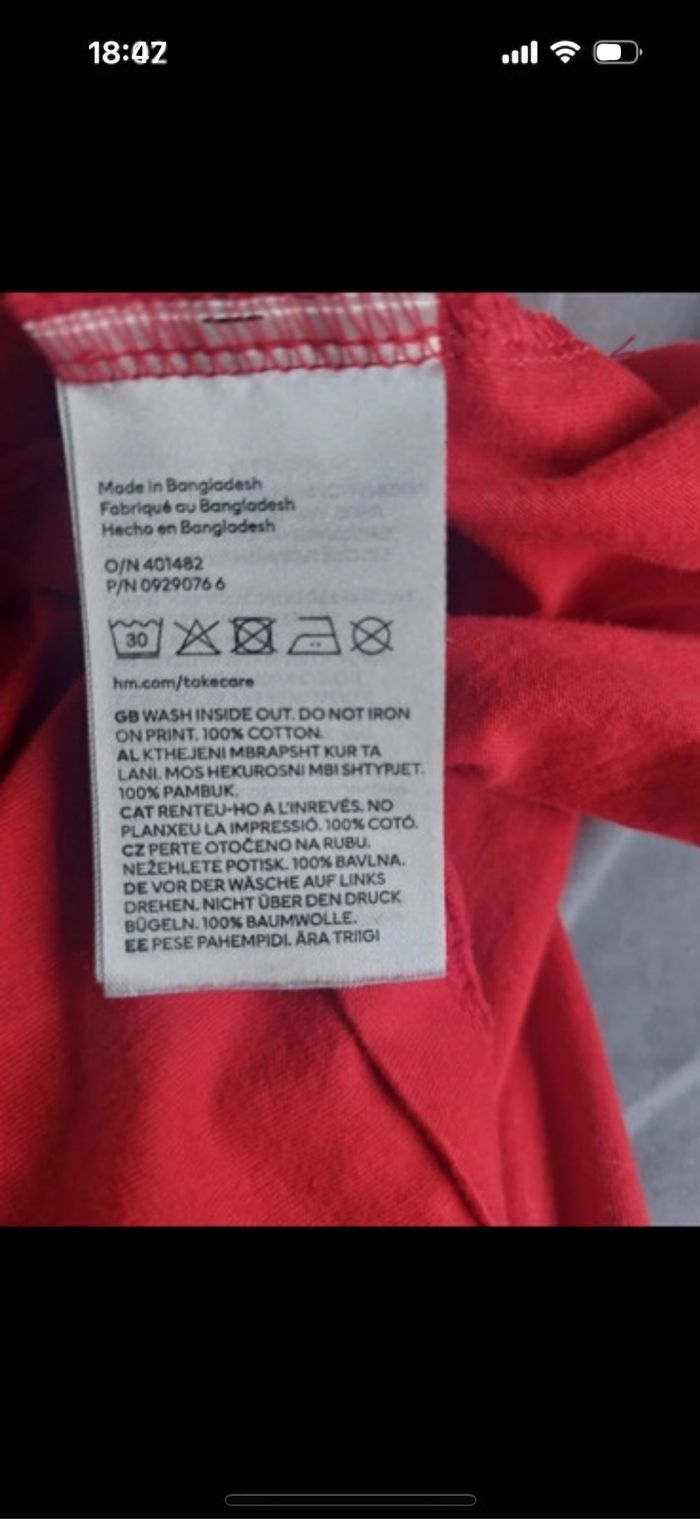 Made in Bangladesh
Fabriqué au Bangladesh
Hecho en Bangladesh
O/N 401482
P/N 0929076 6
30
hm.com/takecare
GB WASH INSIDE OUT. DO NOT IRON
ON PRINT. 100% COTTON.
AL KTHEJENI MBRAPSHT KUR TA
LANI. MOS HEKUROSNI MBI SHTYPJET.
100% PAMBUK.
CAT RENTEU-HO A L'INREVÉS. NO
PLANXEU LA IMPRESSIÓ. 100% COTÓ.
CZ PERTE OTOČENO NA RUBU.
NEŽEHLETE POTISK. 100% BAVLNA.
DE VOR DER WÄSCHE AUF LINKS
DREHEN. NICHT ÜBER DEN DRUCK
BÜGELN. 100% BAUMWOLLE.
EE PESE PAHEMPIDI. ÄRA TRIIGI